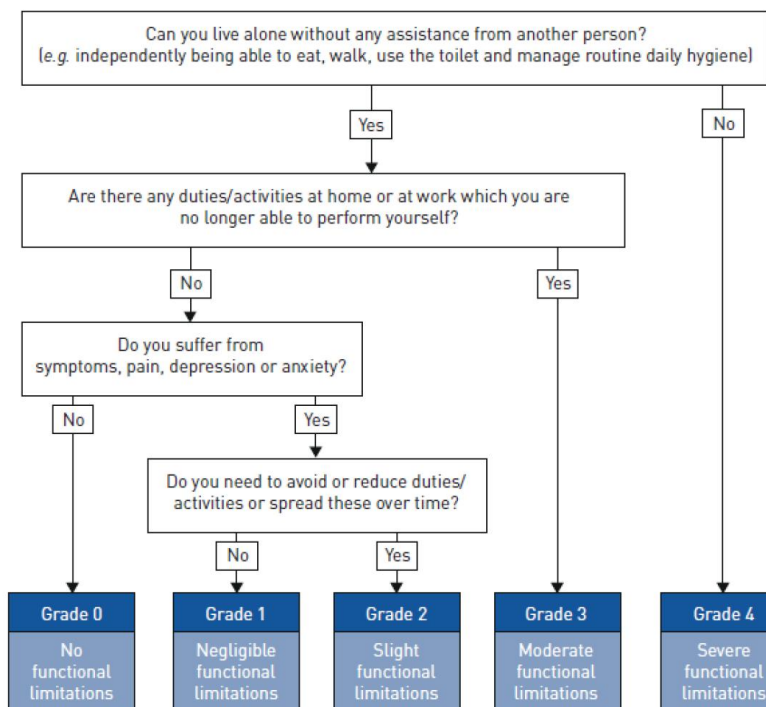 Can you live alone without any assistance from another person?
(e.g. independently being able to eat, walk, use the toilet and manage routine daily hygiene)
Yes
No
Are there any duties/activities at home or at work which you are
no longer able to perform yourself?
No
Yes
Do you suffer from
symptoms, pain, depression or anxiety?
No
Yes
Do you need to avoid or reduce duties/
activities or spread these over time?
No
Yes
Grade 0
No
functional
limitations
Grade 1
Negligible
functional
limitations
Grade 2
Slight
functional
limitations
Grade 3
Moderate
functional
limitations
Grade 4
Severe
functional
limitations